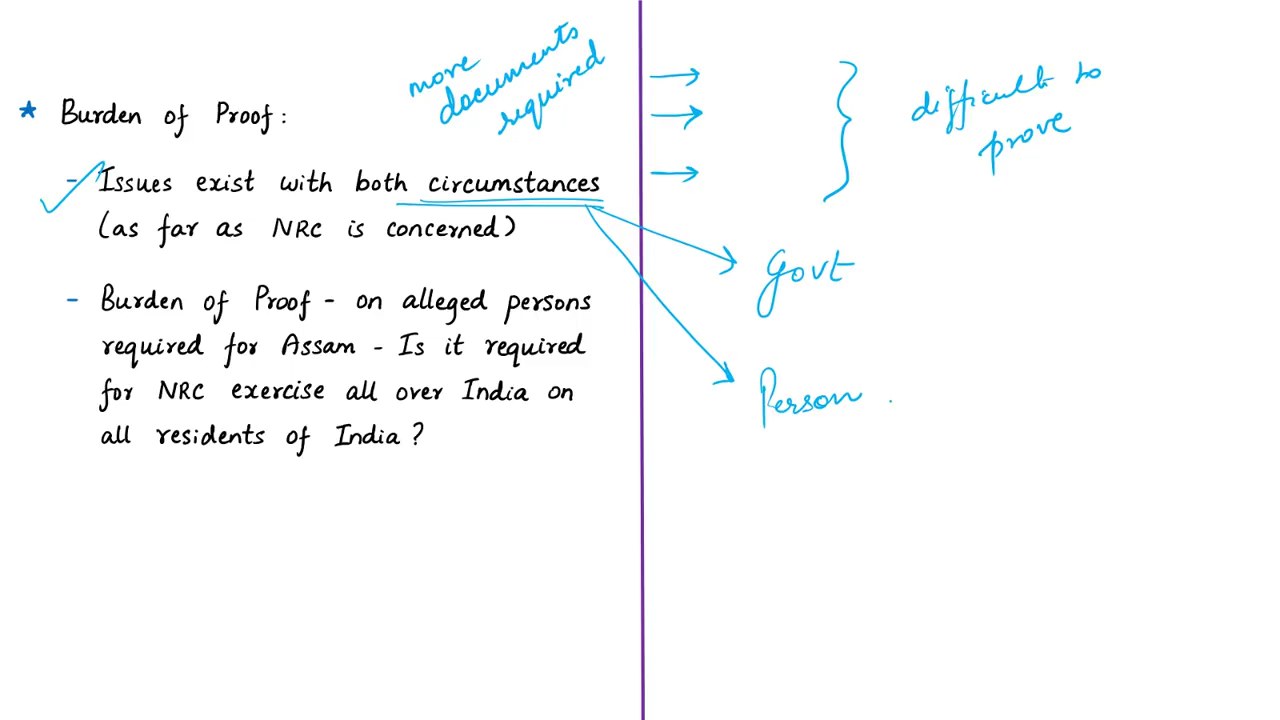 ★ Burden of Proof:
- Issues exist with both circumstances
(as far as NRC is concerned)
- Burden of Proof - on alleged persons
required for Assam - Is it required
for NRC exercise all over India on
all residents of India?
more
documents
required
difficult to
prove
Govt
Person